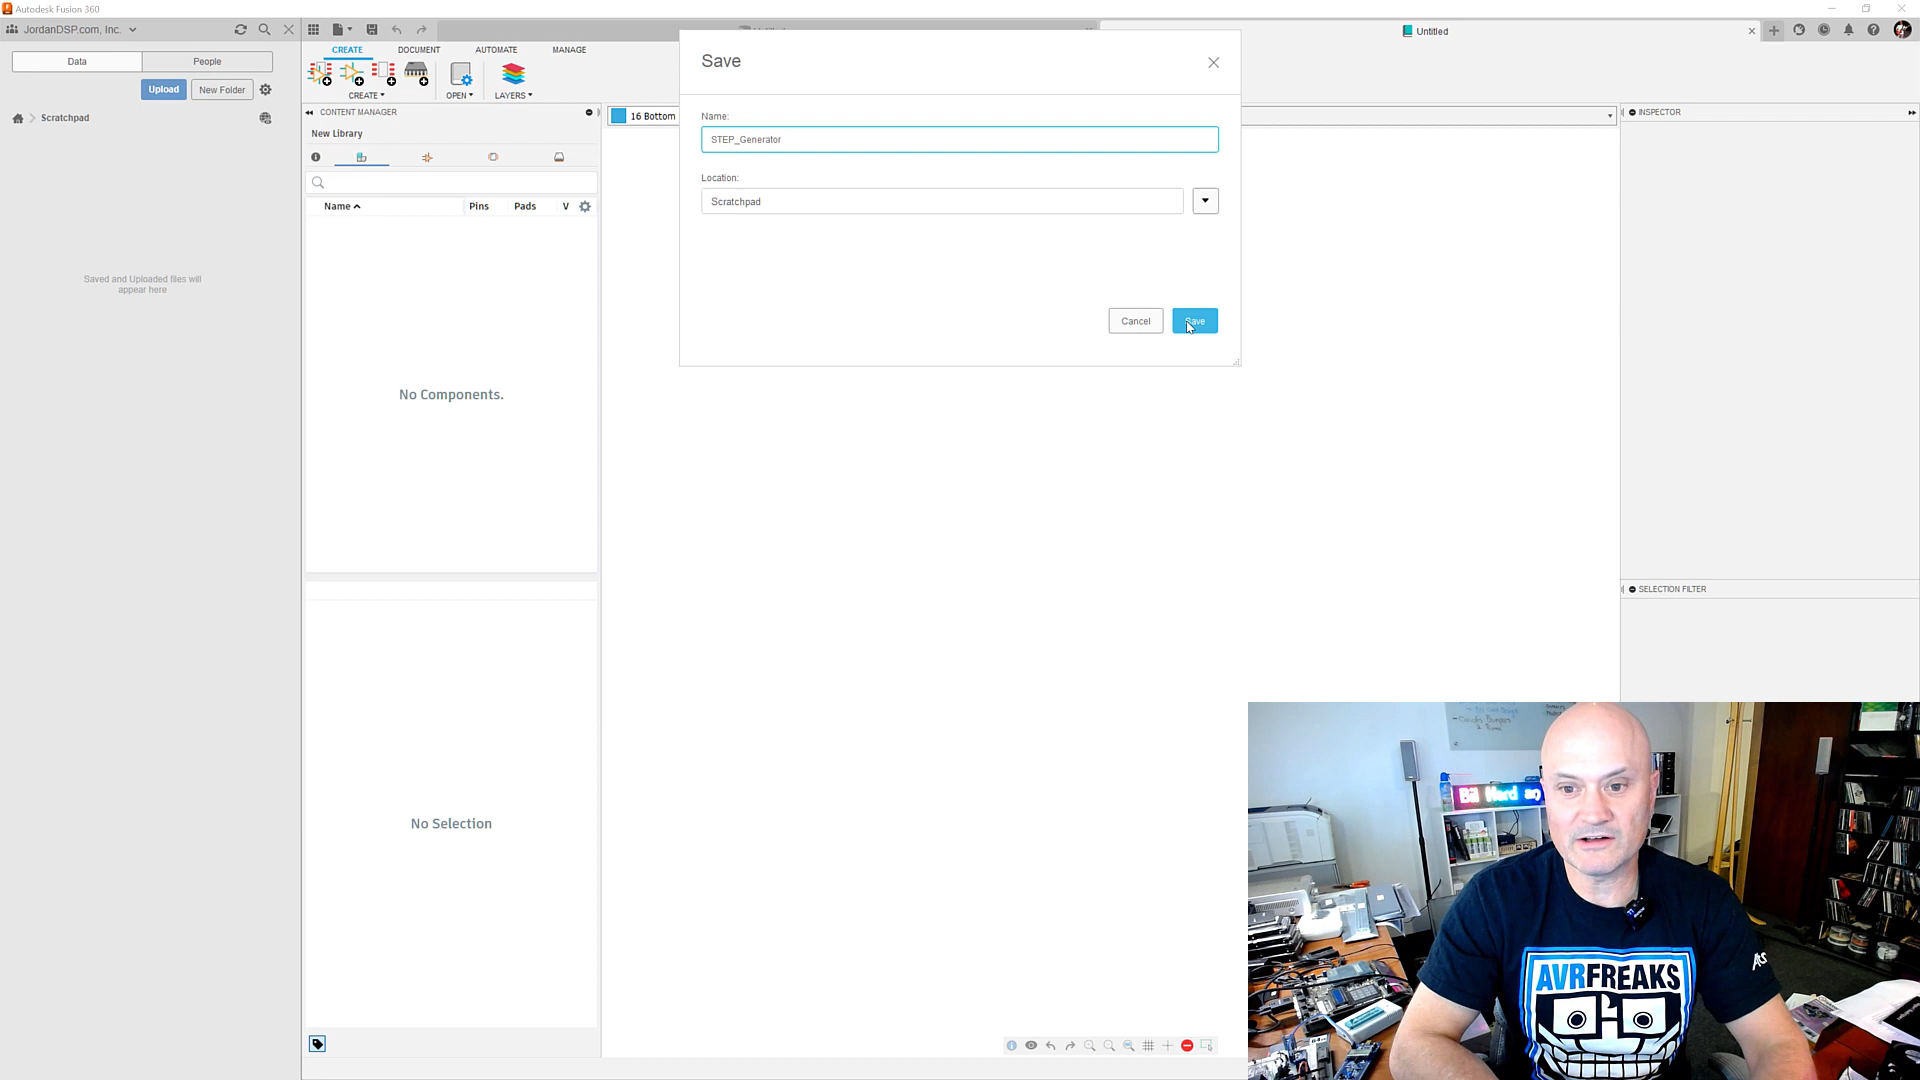 Autodesk Fusion 360
JordanDSP.com, Inc.
Untitled
Data
People
Upload
New Folder
Scratchpad
Saved and Uploaded files will
appear here
CREATE
DOCUMENT
AUTOMATE
MANAGE
CREATE
OPEN
LAYERS
CONTENT MANAGER
New Library
Name
Pins
Pads
V
No Components.
No Selection
16 Bottom
Save
Name:
STEP_Generator
Location:
Scratchpad
Cancel
Save
INSPECTOR
SELECTION FILTER
AVRFREAKS